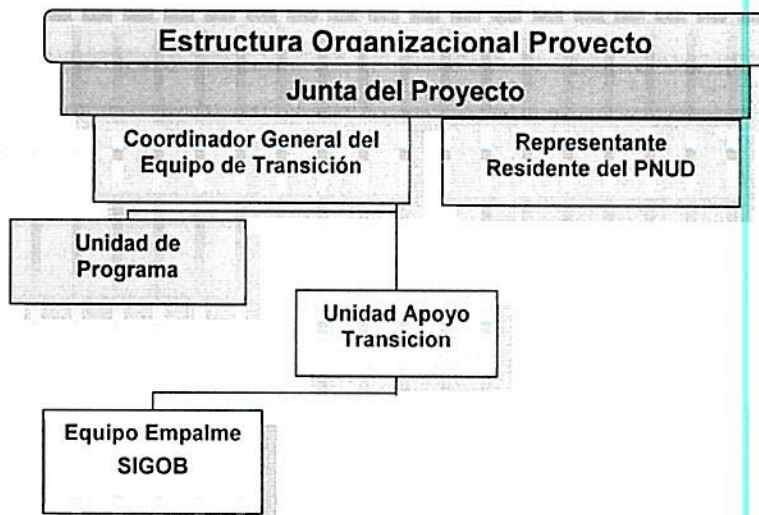 Estructura Organizacional Proyecto
Junta del Proyecto
Coordinador General del
Equipo de Transición
Representante
Residente del PNUD
Unidad de
Programa
Unidad Apoyo
Transicion
Equipo Empalme
SIGOB